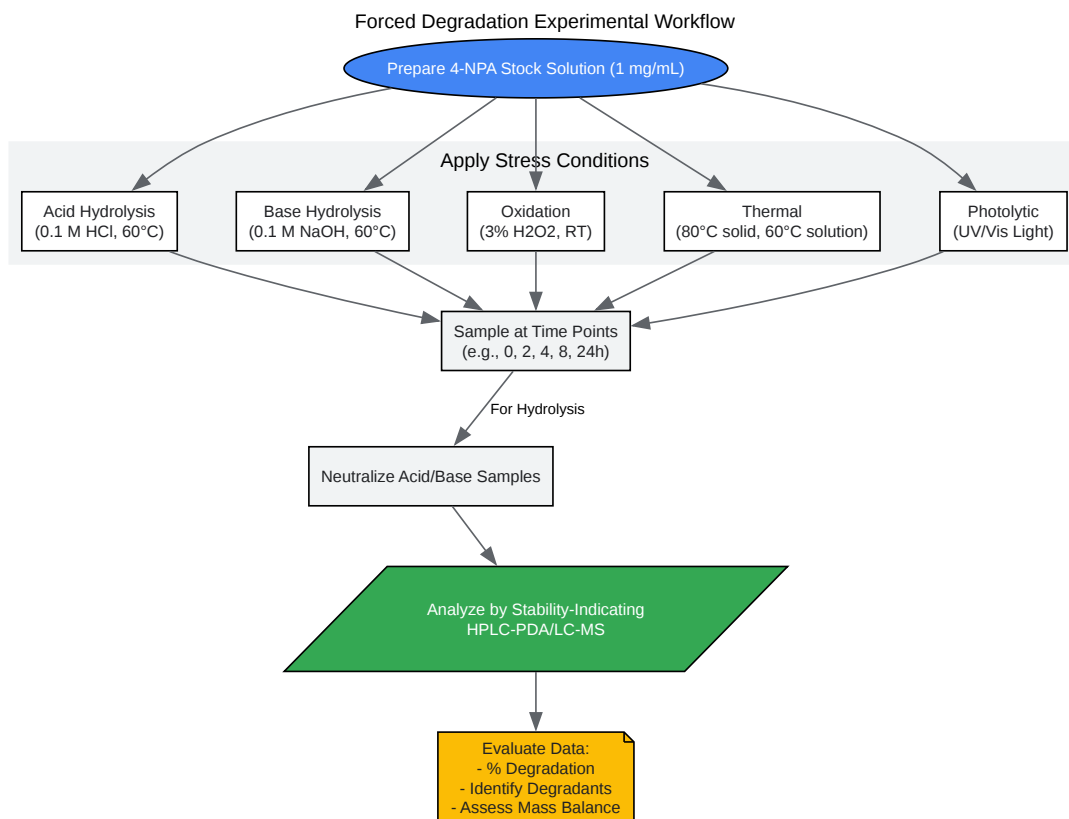 Forced Degradation Experimental Workflow
Prepare 4-NPA Stock Solution (1 mg/mL)
Apply Stress Conditions
Acid Hydrolysis
(0.1 M HCl, 60°C)
Base Hydrolysis
(0.1 M NaOH, 60°C)
Oxidation
(3% H2O2, RT)
Thermal
(80°C solid, 60°C solution)
Photolytic
(UV/Vis Light)
Sample at Time Points
(e.g., 0, 2, 4, 8, 24h)
For Hydrolysis
Neutralize Acid/Base Samples
Analyze by Stability-Indicating
HPLC-PDA/LC-MS
Evaluate Data:
- % Degradation
- Identify Degradants
- Assess Mass Balance